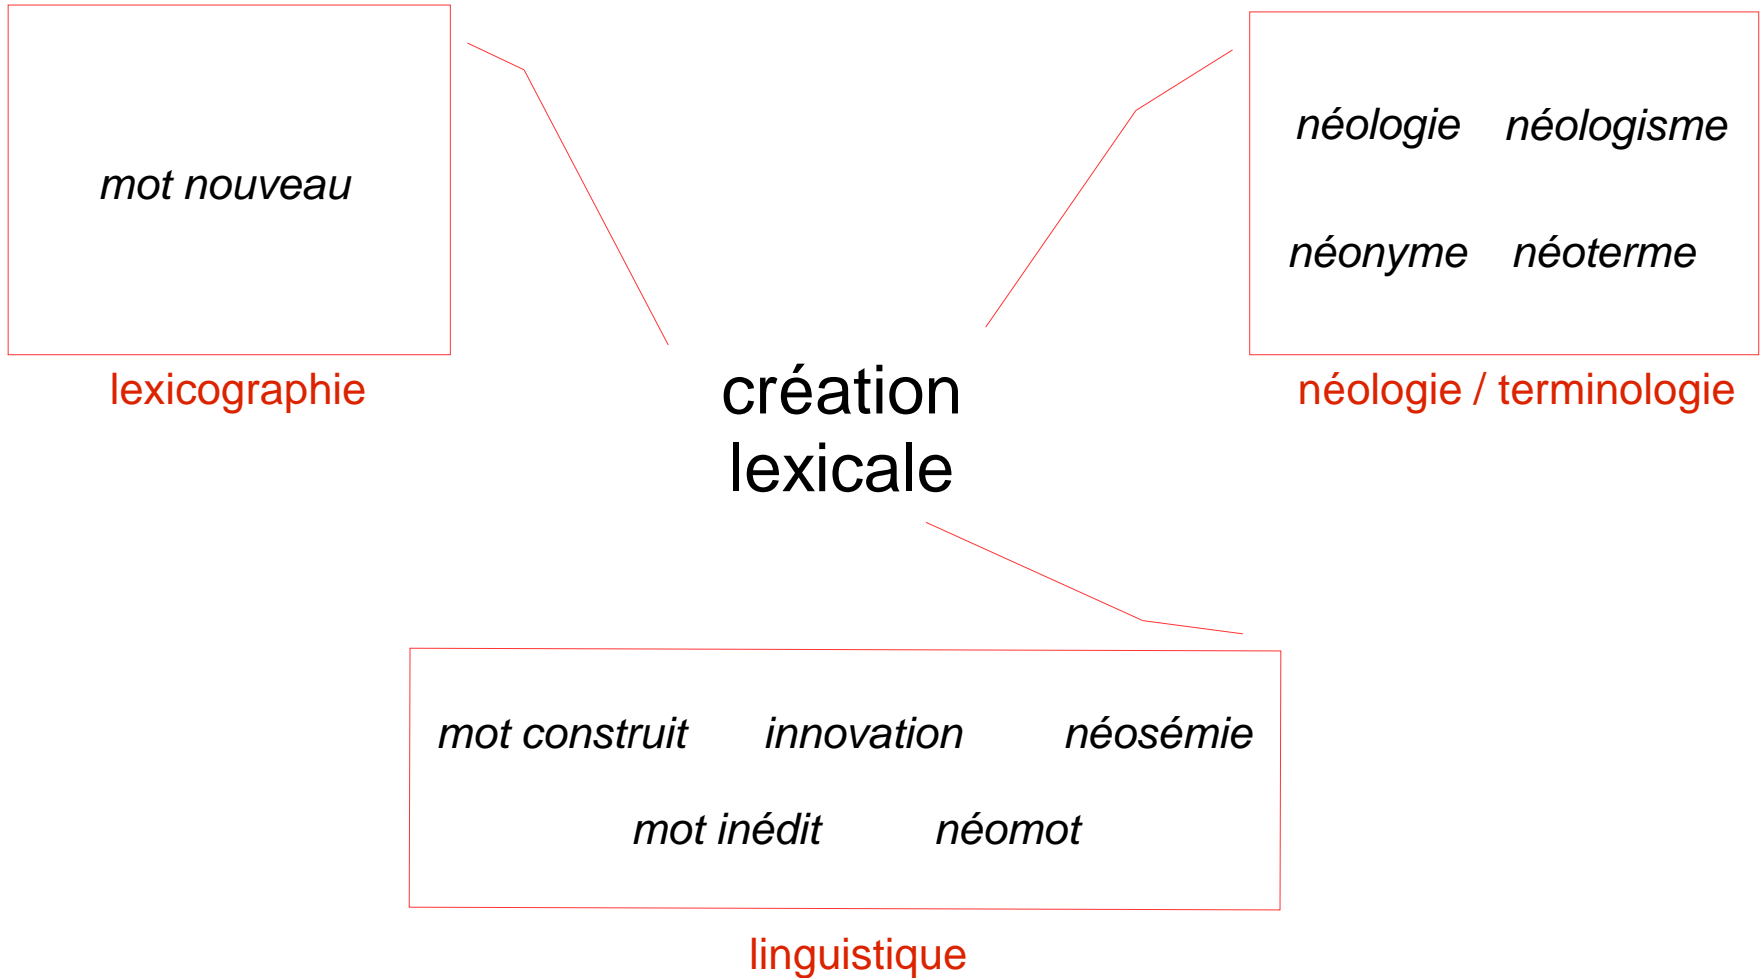 mot nouveau
lexicographie
néologie néologisme
néonyme néoterme
néologie / terminologie
création
lexicale
mot construit innovation néosémie
mot inédit néomot
linguistique